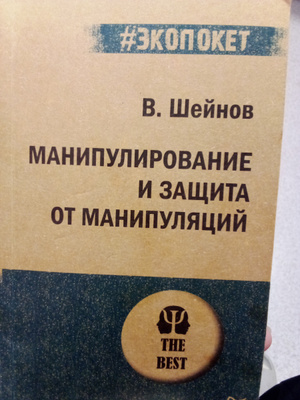 #ЭКОПОКЕТ
В. Шейнов
МАНИПУЛИРОВАНИЕ
И ЗАЩИТА
ОТ МАНИПУЛЯЦИЙ
Ψ
THE
BEST